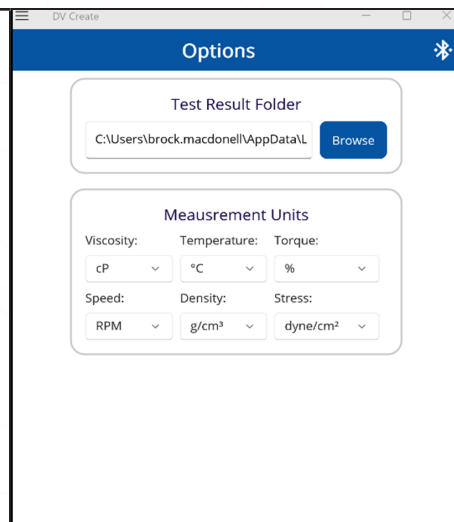 DV Create
Options
Test Result Folder
C:\Users\brock.macdonell\AppData\L
Browse
Meausrement Units
Viscosity: Temperature: Torque:
cP °C %
Speed: Density: Stress:
RPM g/cm³ dyne/cm²